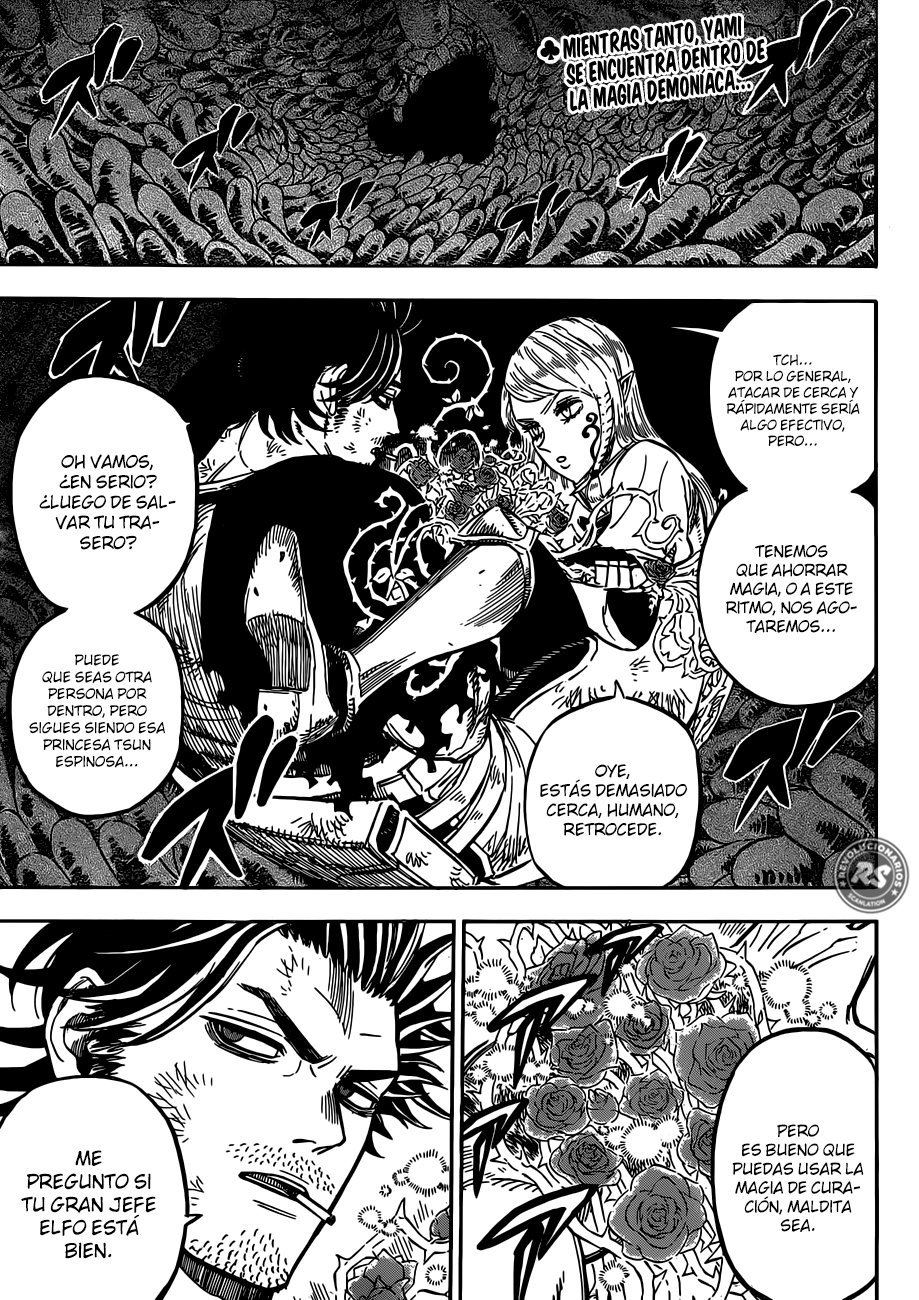 ♣MIENTRAS TANTO, YAMI
SE ENCUENTRA DENTRO DE
LA MAGIA DEMONIACA...
TCH...
POR LO GENERAL,
ATACAR DE CERCA Y
RÁPIDAMENTE SERÍA
ALGO EFECTIVO,
PERO...
TENEMOS
QUE AHORRAR
MAGIA, O A ESTE
RITMO, NOS AGO-
TAREMOS...
OH VAMOS,
¿EN SERIO?
¿LUEGO DE SAL-
VAR TU TRA-
SERO?
PUEDE
QUE SEAS OTRA
PERSONA POR
DENTRO, PERO
SIGUES SIENDO ESA
PRINCESA TSUN
ESPINOSA...
OYE,
ESTÁS DEMASIADO
CERCA, HUMANO,
RETROCEDE.
REVOLUCIONARIOS
RS
SCANLATION
PERO
ES BUENO QUE
PUEDAS USAR LA
MAGIA DE CURA-
CIÓN, MALDITA
SEA.
ME
PREGUNTO SI
TU GRAN JEFE
ELFO ESTÁ
BIEN.